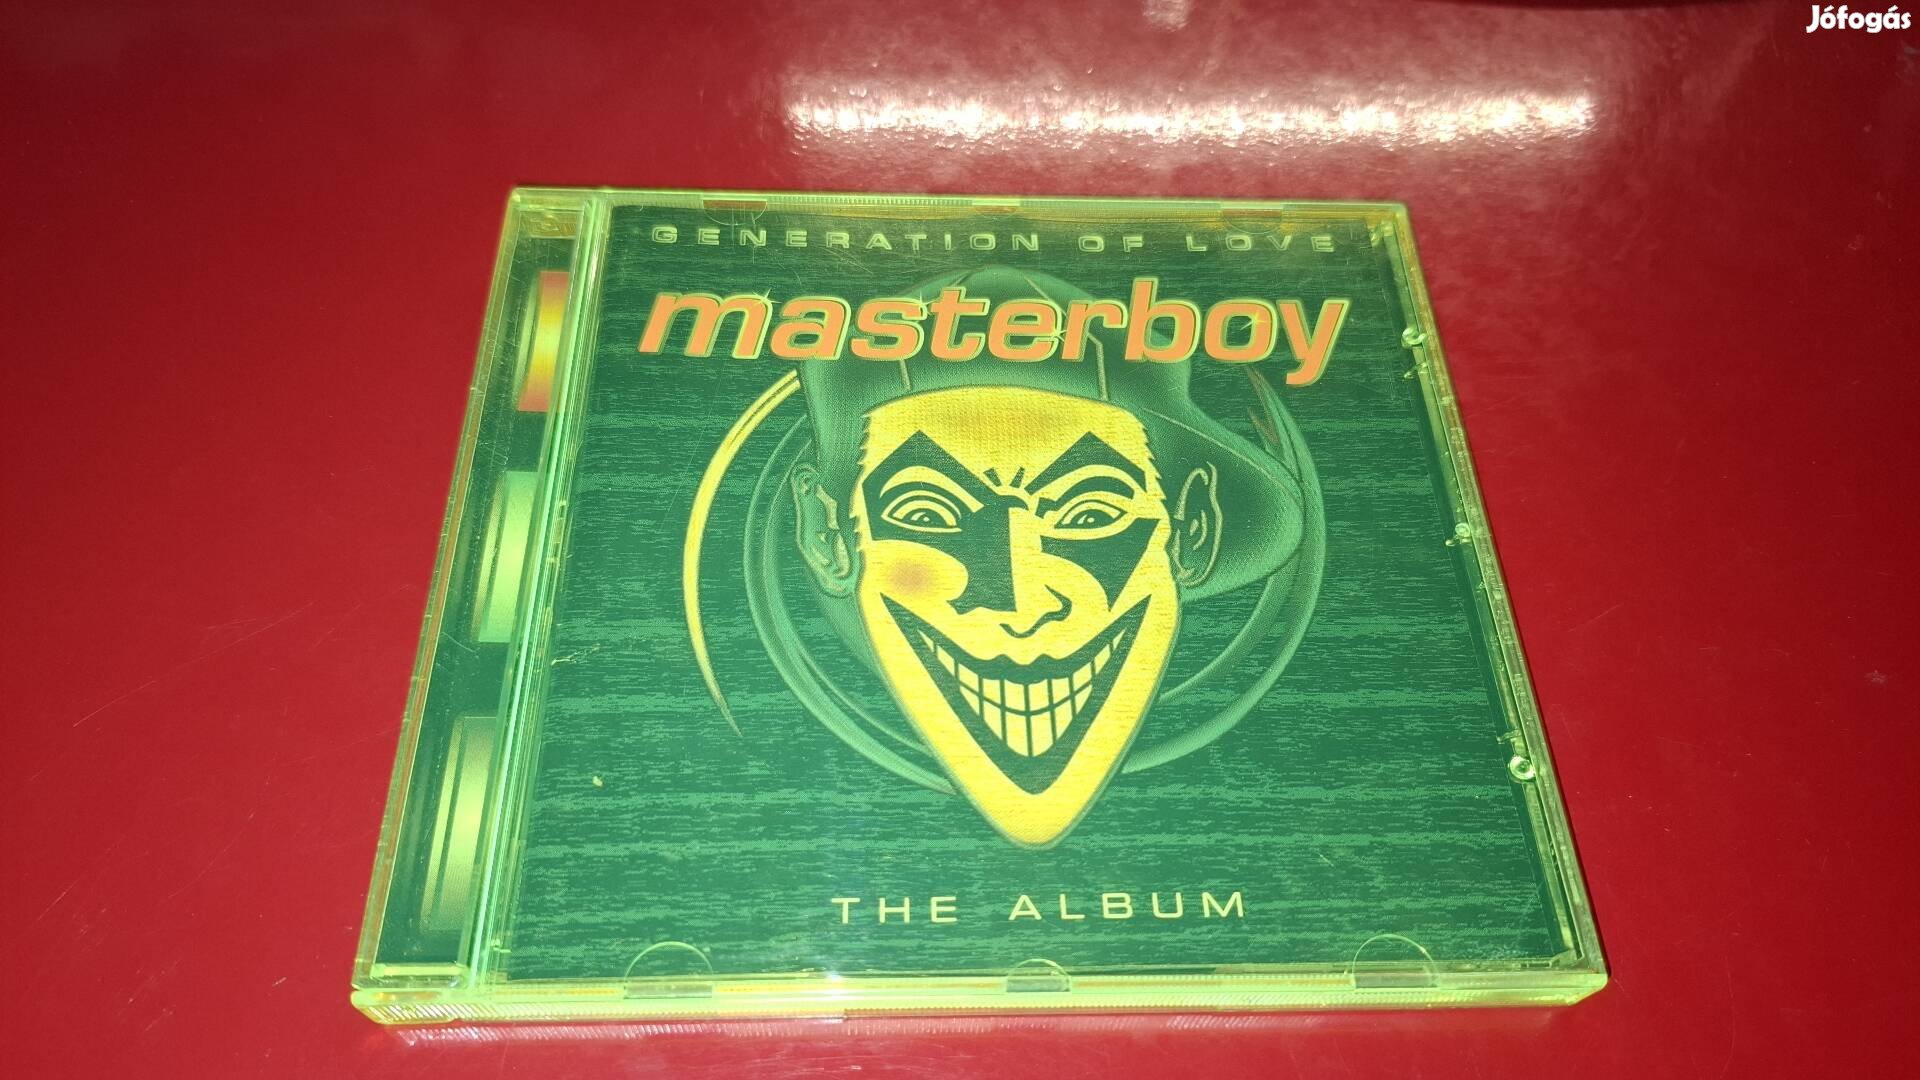 Jófogás
GENERATION OF LOVE
masterboy
THE ALBUM